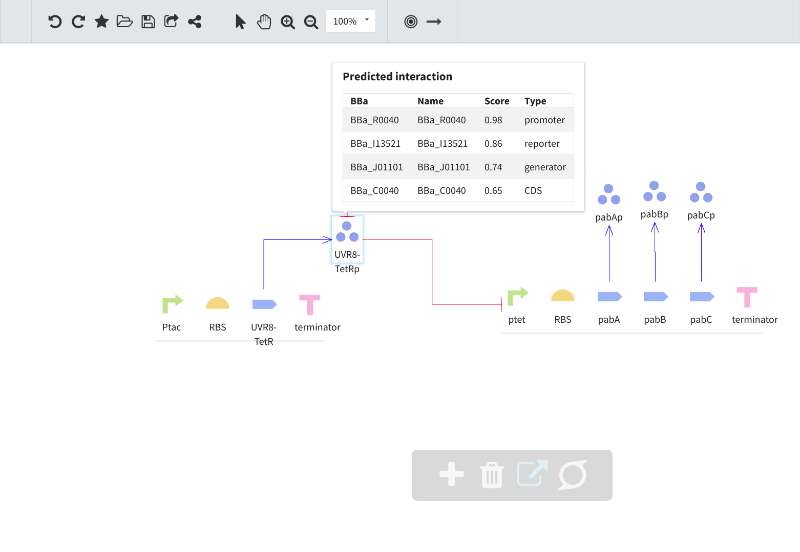 100%
Predicted interaction
BBa Name Score Type
BBa_R0040 BBa_R0040 0.98 promoter
BBa_I13521 BBa_I13521 0.86 reporter
BBa_J01101 BBa_J01101 0.74 generator
BBa_C0040 BBa_C0040 0.65 CDS
pabAp pabBp pabCp
UVR8-
TetRp
Ptac RBS UVR8-
TetR
terminator
ptet RBS pabA pabB pabC terminator